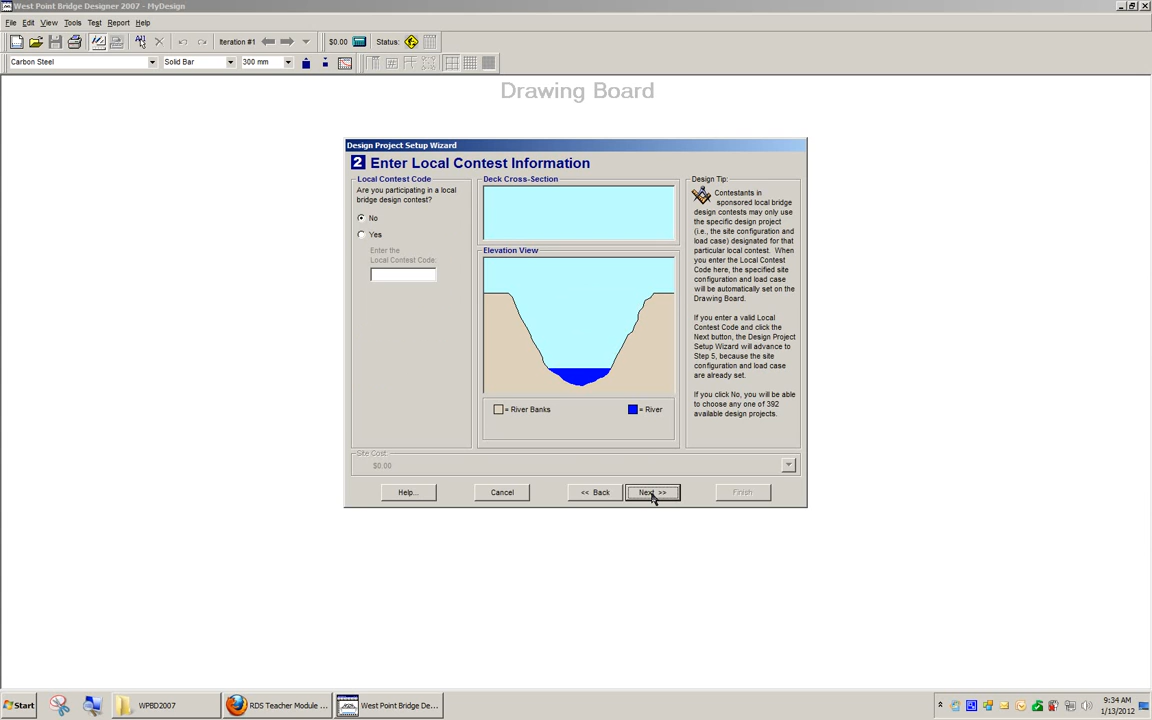 West Point Bridge Designer 2007 - MyDesign
File Edit View Tools Test Report Help
Iteration #1 $0.00 Status:
Carbon Steel Solid Bar 300 mm
Drawing Board
Design Project Setup Wizard
2 Enter Local Contest Information
Local Contest Code
Are you participating in a local
bridge design contest?
No
Yes
Enter the
Local Contest Code:
Deck Cross-Section
Elevation View
= River Banks = River
Design Tip:
Contestants in
sponsored local bridge
design contests may only use
the specific design project
(i.e., the site configuration and
load case) designated for that
particular local contest. When
you enter the Local Contest
Code here, the specified site
configuration and load case
will be automatically set on the
Drawing Board.
If you enter a valid Local
Contest Code and click the
Next button, the Design Project
Setup Wizard will advance to
Step 5, because the site
configuration and load case
are already set.
If you click No, you will be able
to choose any one of 392
available design projects.
Site Cost:
$0.00
Help... Cancel << Back Next >> Finish
Start WPBD2007 RDS Teacher Module ... West Point Bridge De... 9:34 AM
1/13/2012